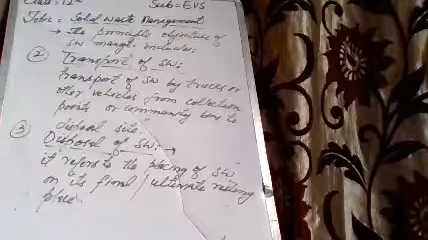 Class = 12th Sub = EVS
Topic = Solid waste Management
→ the principle objective of
SW mangt. includes;
② Transport of SW:
Transport of SW by trucks or
other vehicles from collection
points or community bins to
disposal site.
③ Disposal of SW: →
it refers to the placing of SW
on its final / ultimate resting
place.